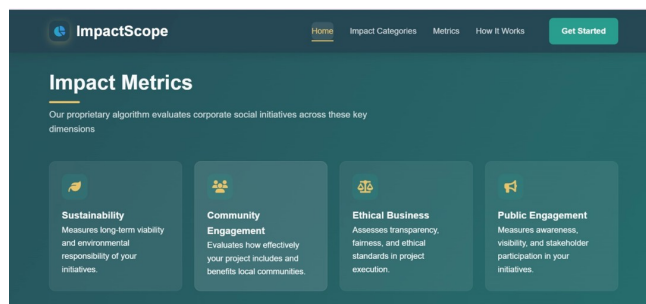 ImpactScope
Home Impact Categories Metrics How It Works Get Started
Impact Metrics
Our proprietary algorithm evaluates corporate social initiatives across these key
dimensions
Sustainability
Measures long-term viability
and environmental
responsibility of your
initiatives.
Community
Engagement
Evaluates how effectively
your project includes and
benefits local communities.
Ethical Business
Assesses transparency,
fairness, and ethical
standards in project
execution.
Public Engagement
Measures awareness,
visibility, and stakeholder
participation in your
initiatives.